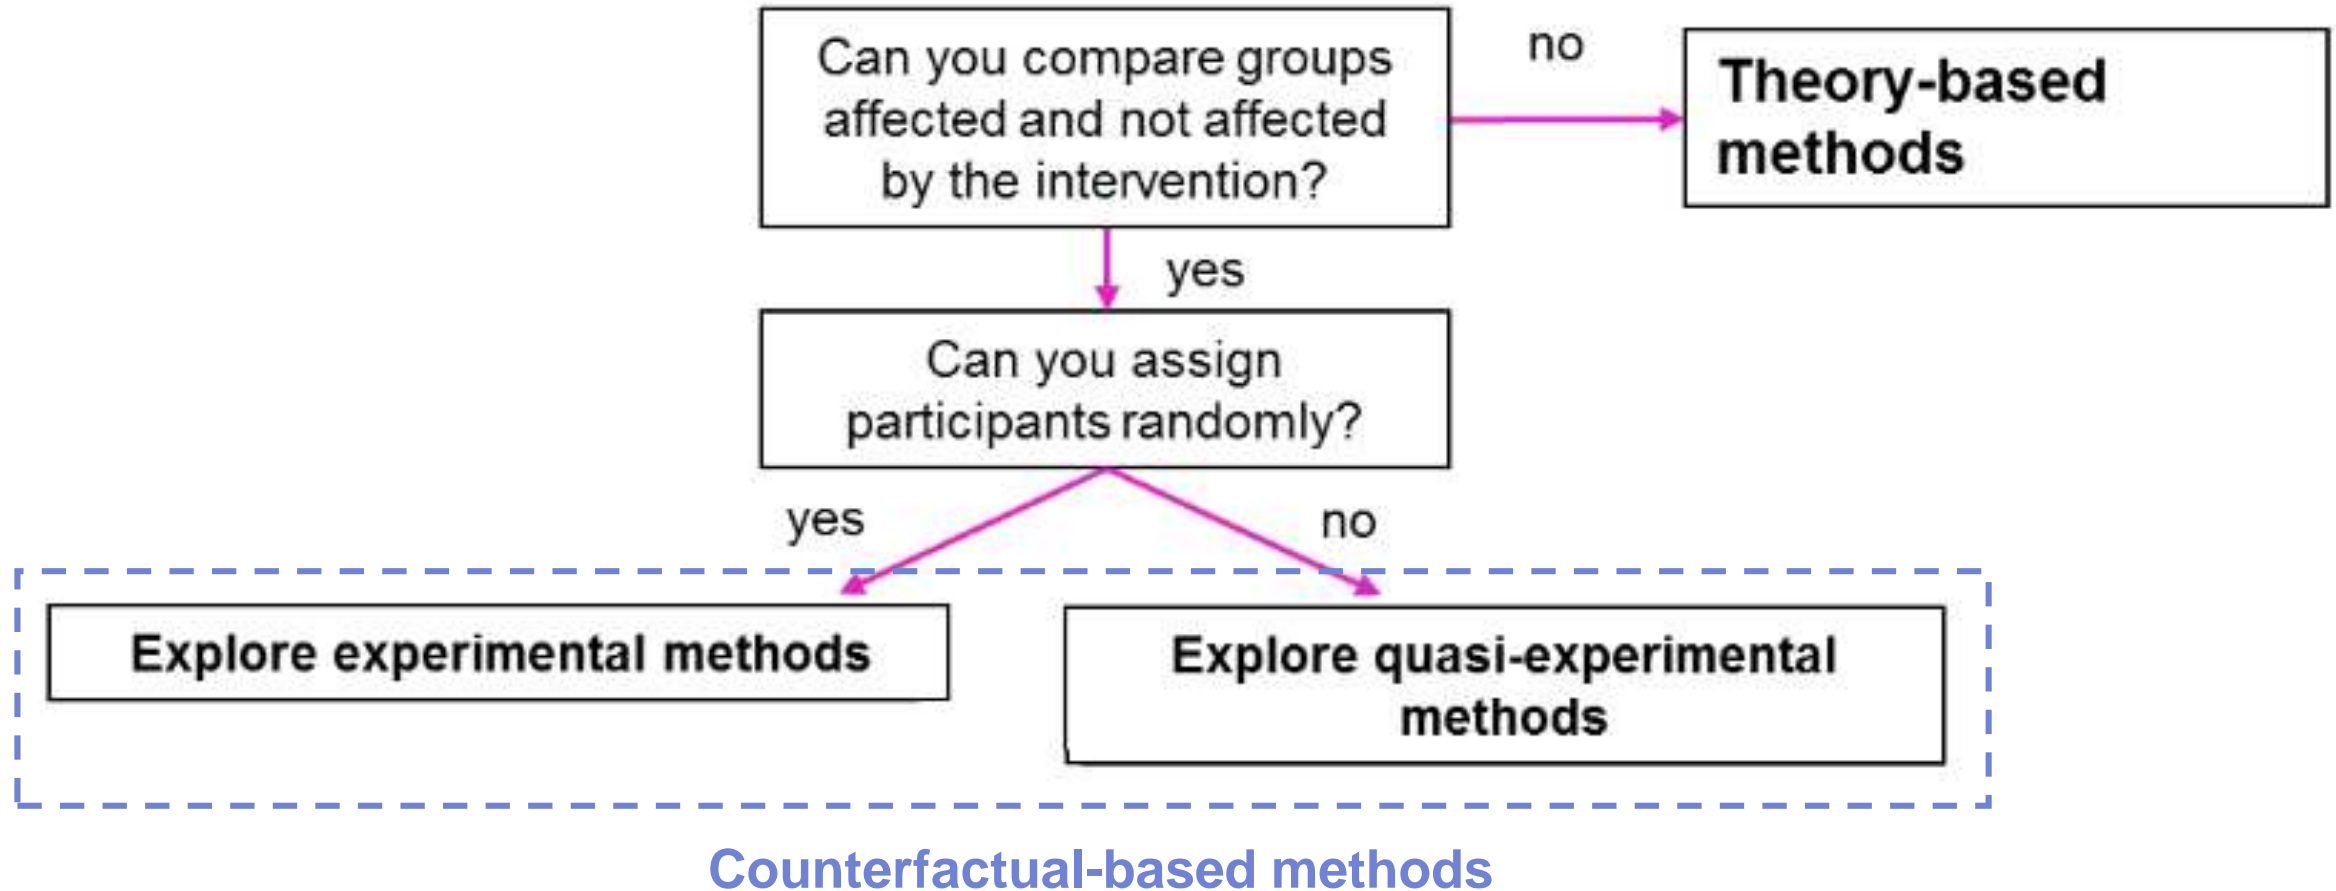 Can you compare groups
affected and not affected
by the intervention?
no
Theory-based
methods
yes
Can you assign
participants randomly?
yes
no
Explore experimental methods
Explore quasi-experimental
methods
Counterfactual-based methods